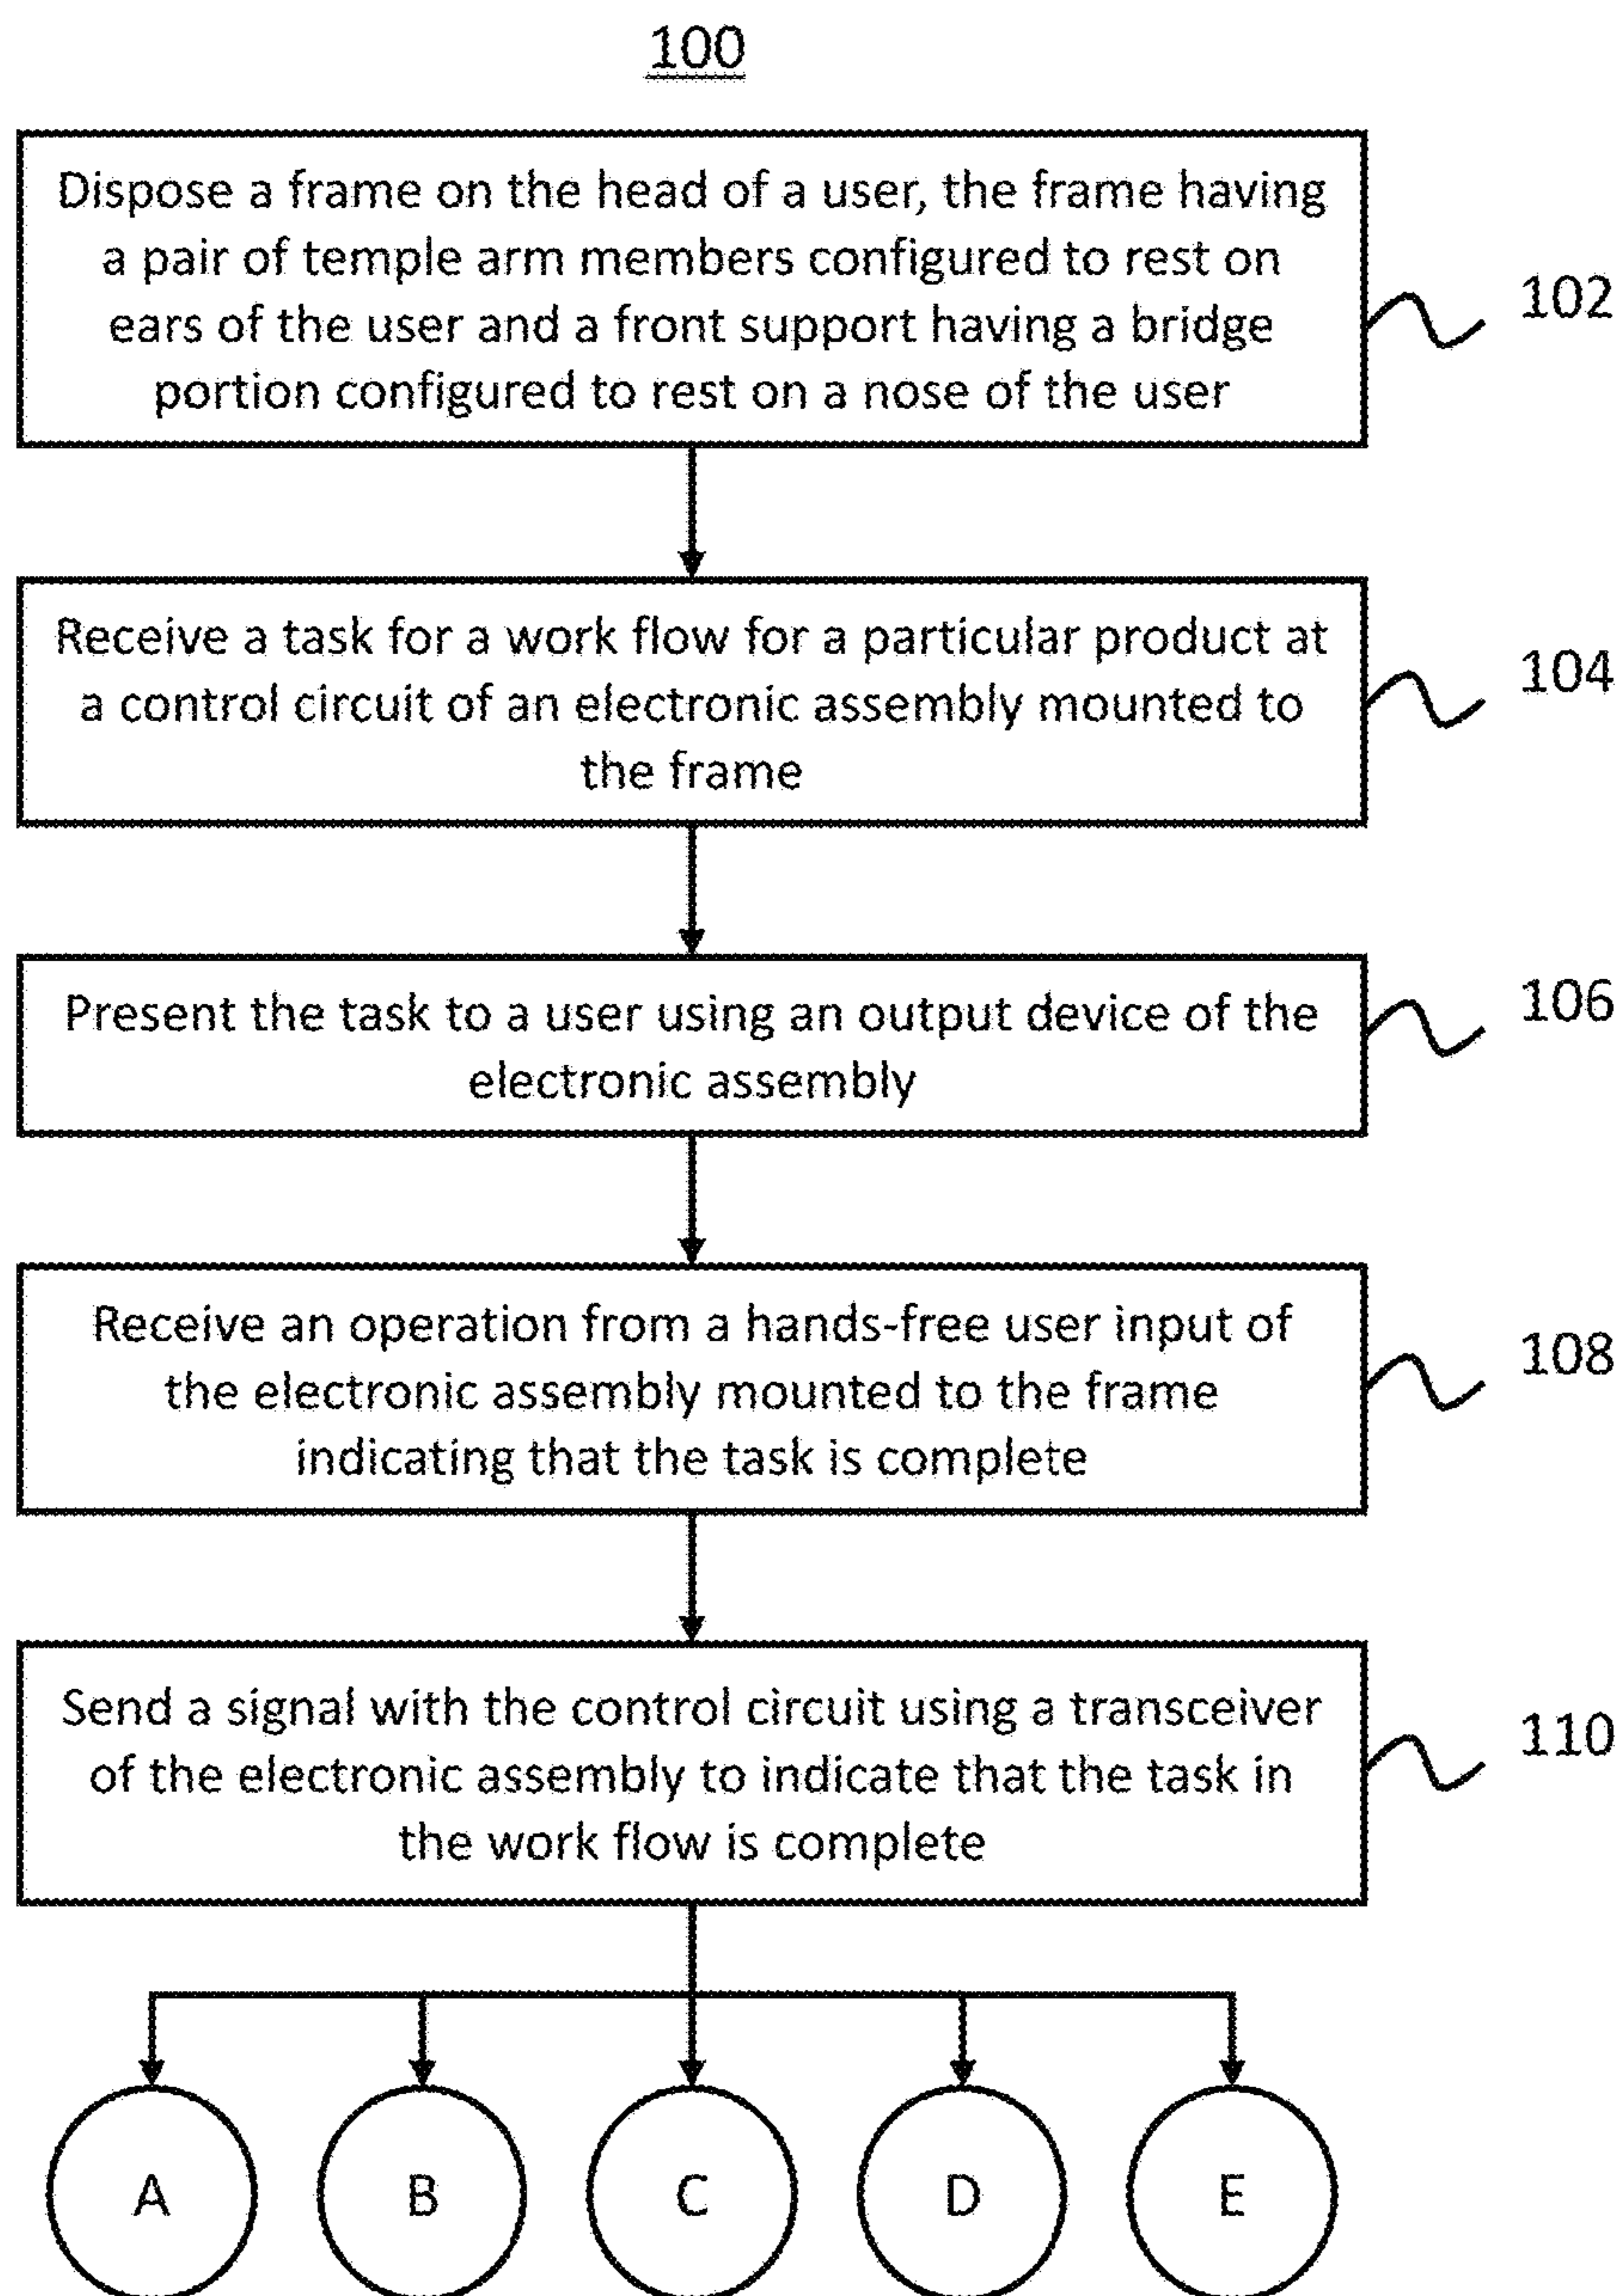 100
Dispose a frame on the head of a user, the frame having
a pair of temple arm members configured to rest on
ears of the user and a front support having a bridge
portion configured to rest on a nose of the user
102
Receive a task for a work flow for a particular product at
a control circuit of an electronic assembly mounted to
the frame
104
Present the task to a user using an output device of the
electronic assembly
106
Receive an operation from a hands-free user input of
the electronic assembly mounted to the frame
indicating that the task is complete
108
Send a signal with the control circuit using a transceiver
of the electronic assembly to indicate that the task in
the work flow is complete
110
A B C D E